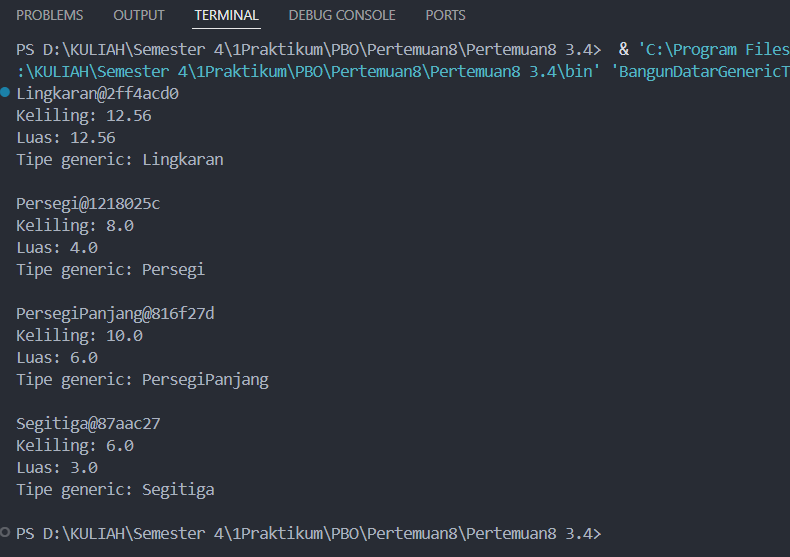 PROBLEMS OUTPUT TERMINAL DEBUG CONSOLE PORTS
PS D:\KULIAH\Semester 4\1Praktikum\PBO\Pertemuan8\Pertemuan8 3.4> & 'C:\Program Files
:\KULIAH\Semester 4\1Praktikum\PBO\Pertemuan8\Pertemuan8 3.4\bin' 'BangunDatarGenericT
Lingkaran@2ff4acd0
Keliling: 12.56
Luas: 12.56
Tipe generic: Lingkaran
Persegi@1218025c
Keliling: 8.0
Luas: 4.0
Tipe generic: Persegi
PersegiPanjang@816f27d
Keliling: 10.0
Luas: 6.0
Tipe generic: PersegiPanjang
Segitiga@87aac27
Keliling: 6.0
Luas: 3.0
Tipe generic: Segitiga
PS D:\KULIAH\Semester 4\1Praktikum\PBO\Pertemuan8\Pertemuan8 3.4>